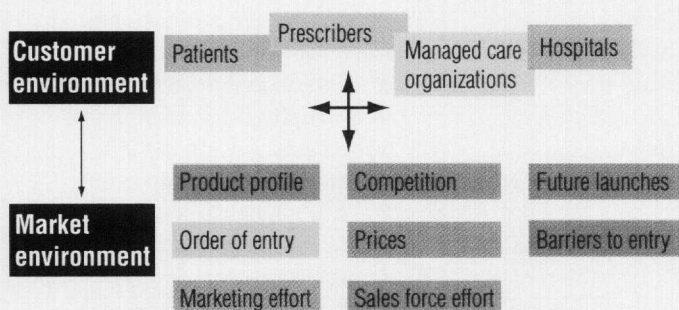 Customer
environment
Patients
Prescribers
Managed care
organizations
Hospitals
Market
environment
Product profile
Competition
Future launches
Order of entry
Prices
Barriers to entry
Marketing effort
Sales force effort